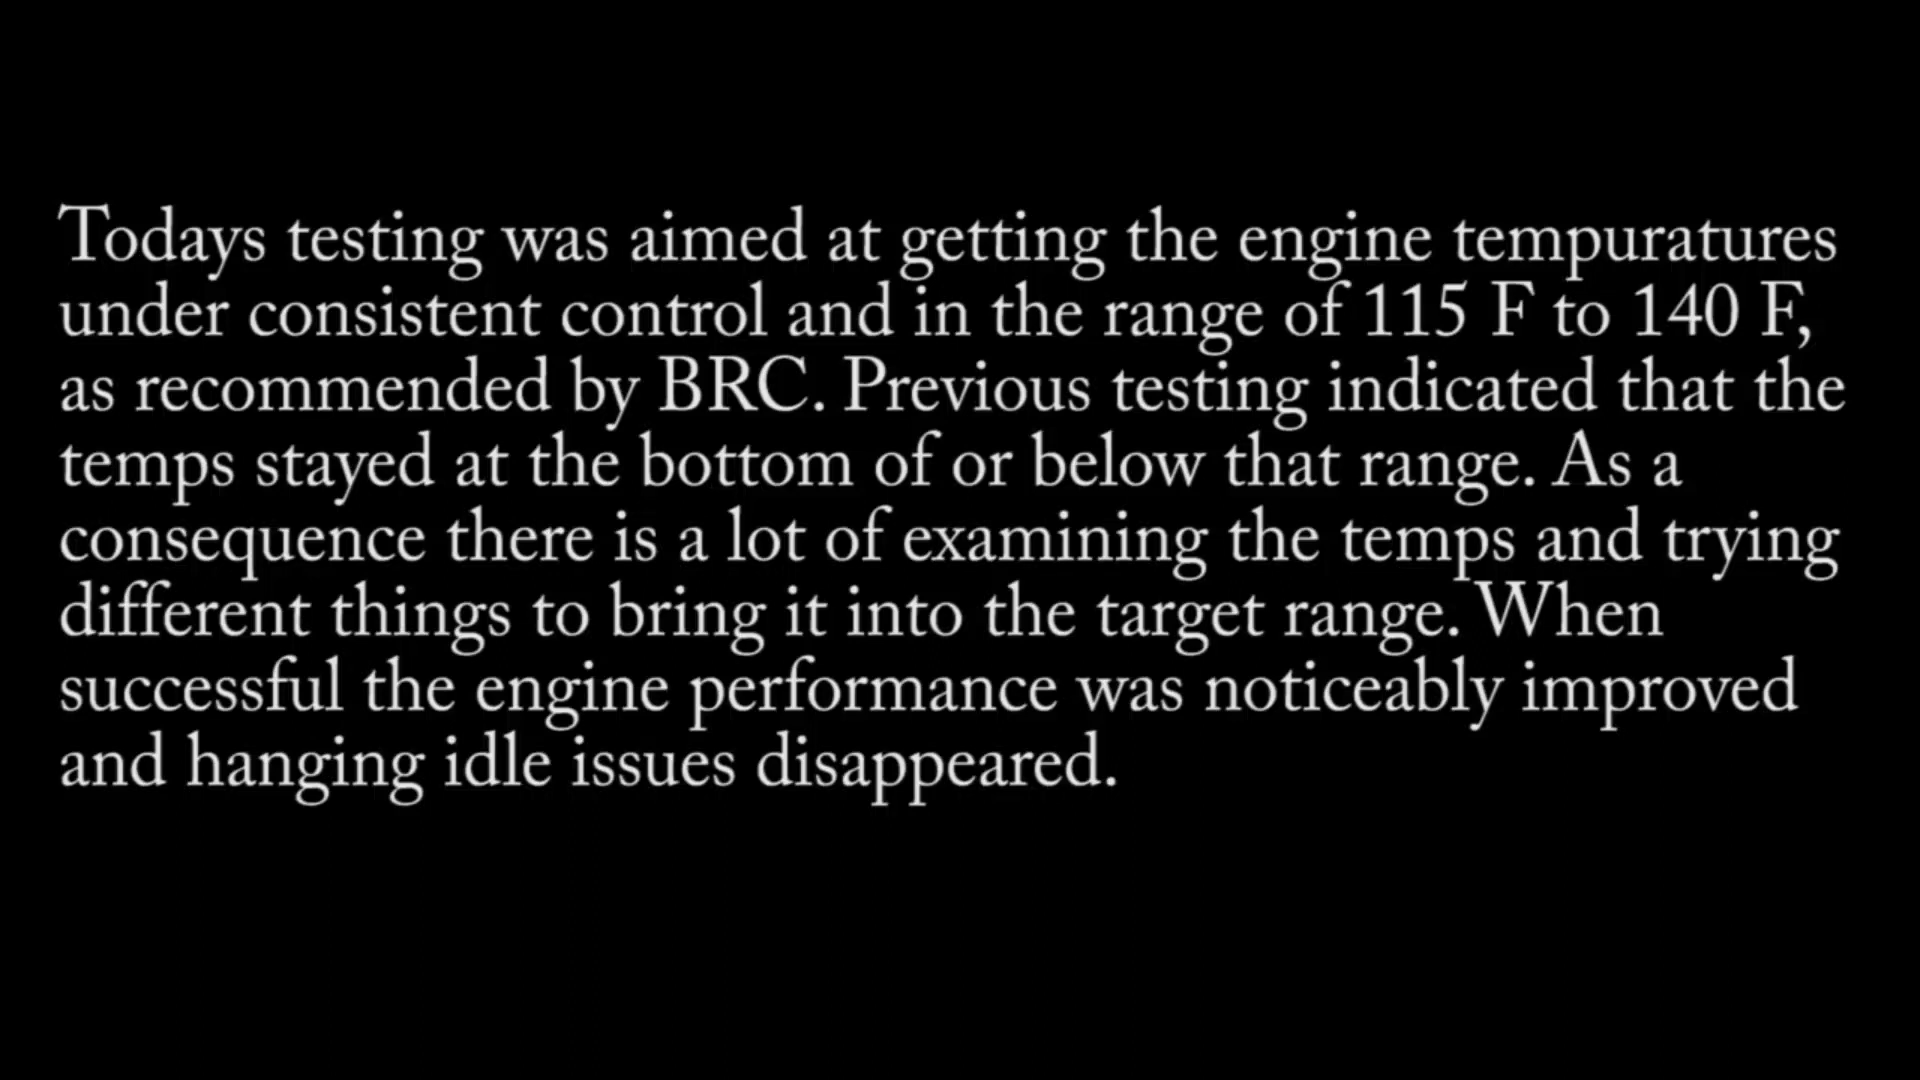 Todays testing was aimed at getting the engine tempuratures
under consistent control and in the range of 115 F to 140 F,
as recommended by BRC. Previous testing indicated that the
temps stayed at the bottom of or below that range. As a
consequence there is a lot of examining the temps and trying
different things to bring it into the target range. When
successful the engine performance was noticeably improved
and hanging idle issues disappeared.